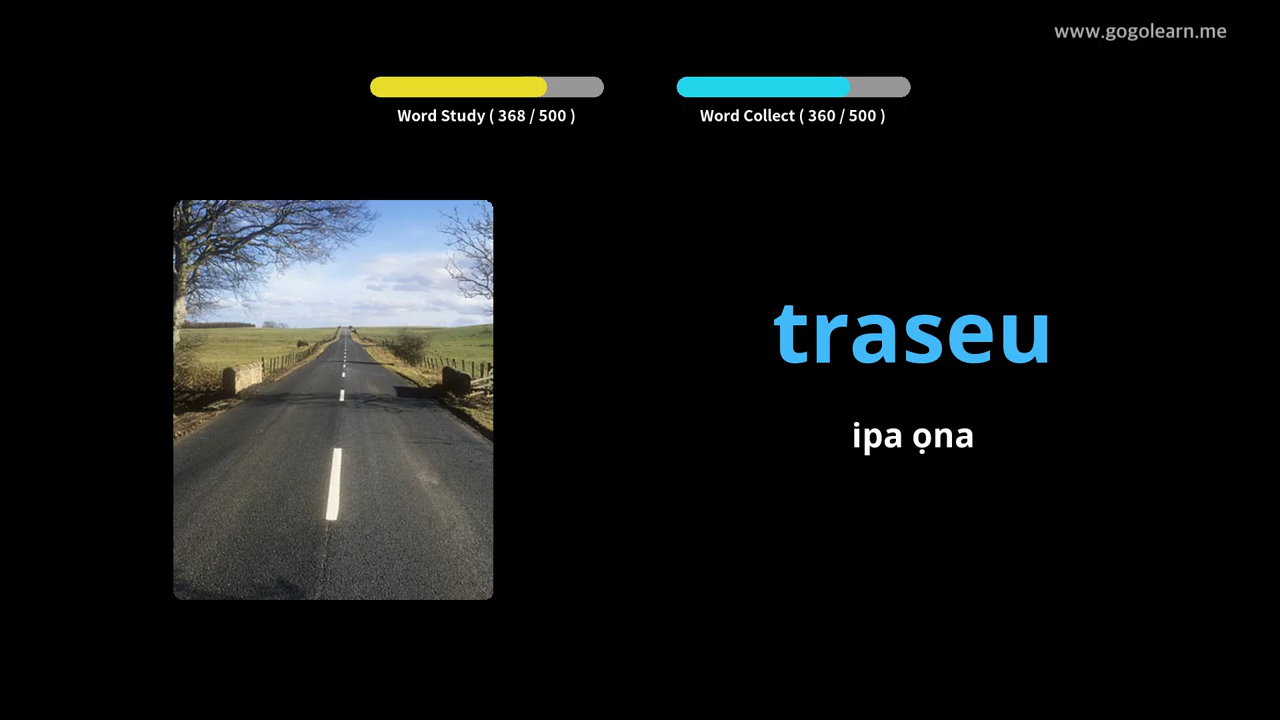 www.gogolearn.me
Word Study ( 368 / 500 )
Word Collect ( 360 / 500 )
traseu
ipa ọna